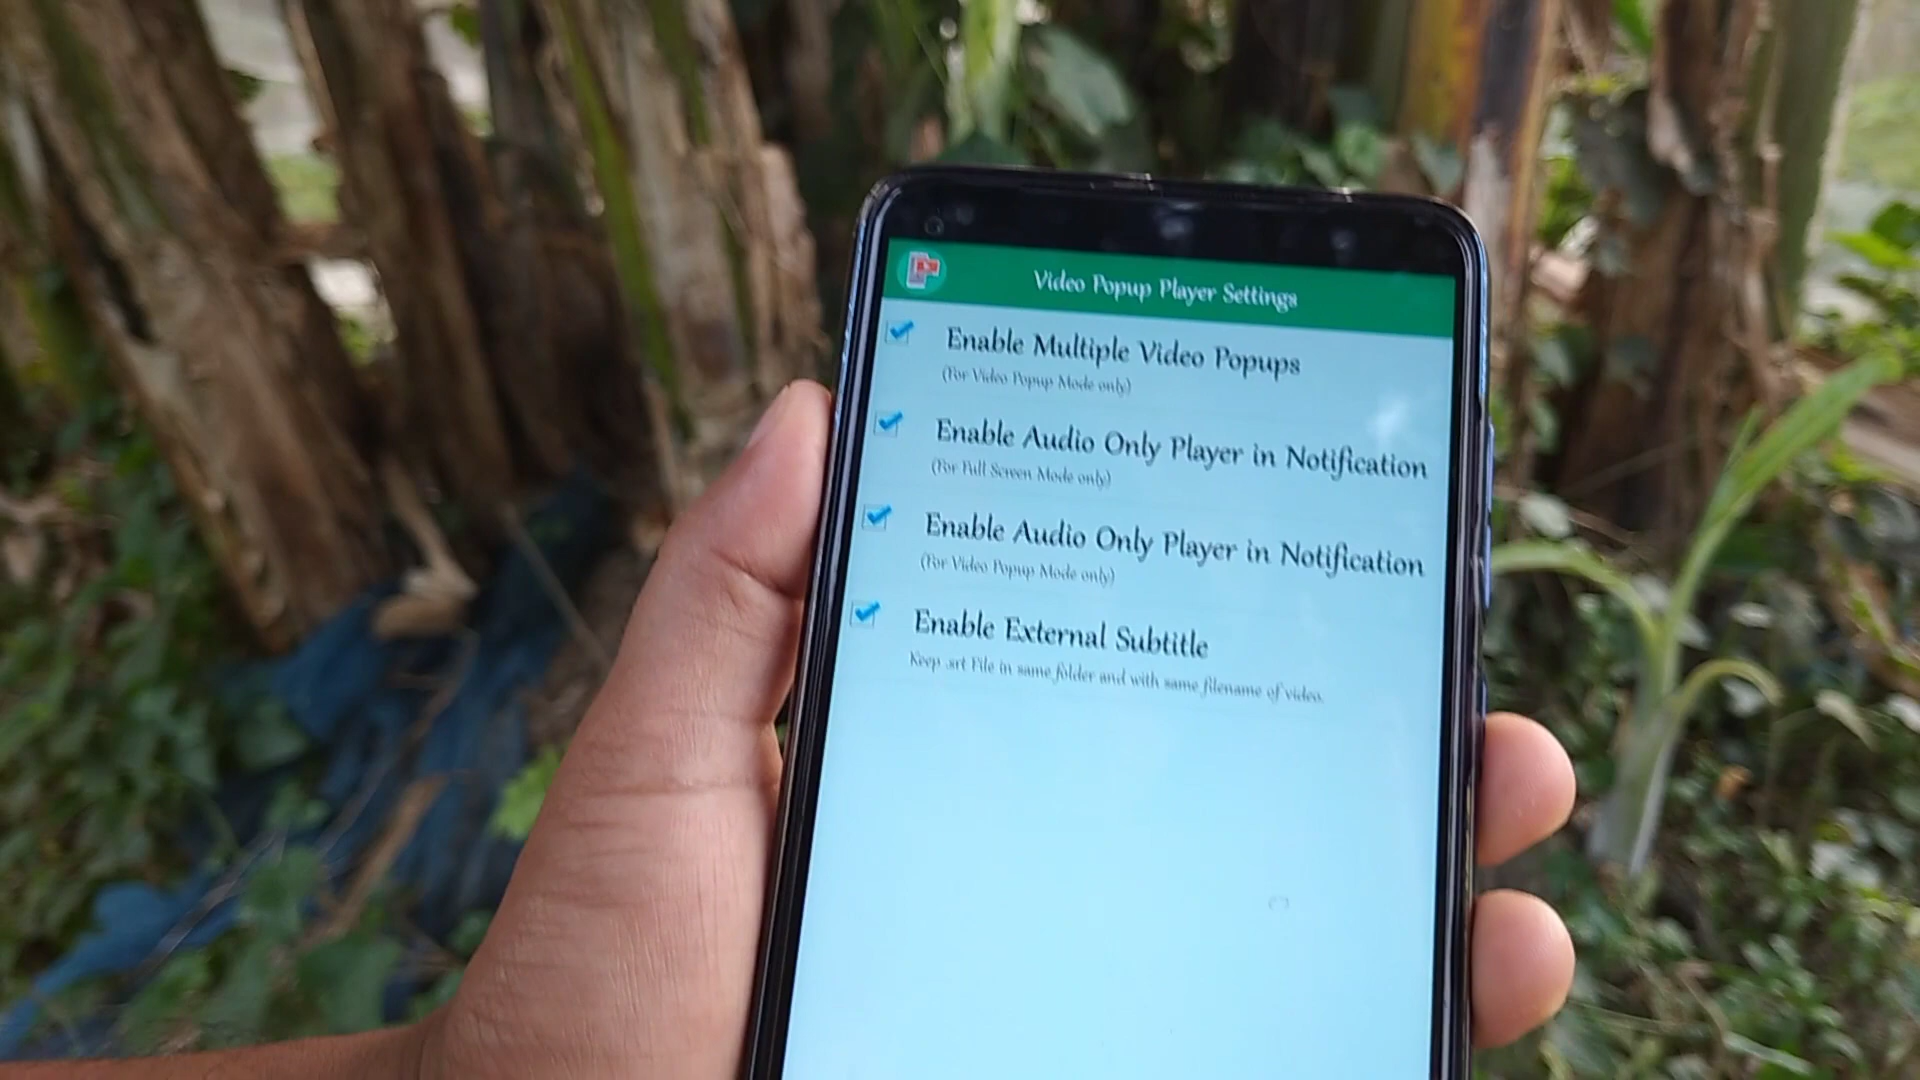 Video Popup Player Settings
Enable Multiple Video Popups
(For Video Popup Mode only)
Enable Audio Only Player in Notification
(For Full Screen Mode only)
Enable Audio Only Player in Notification
(For Video Popup Mode only)
Enable External Subtitle
Keep .srt File in same folder and with same filename of video.